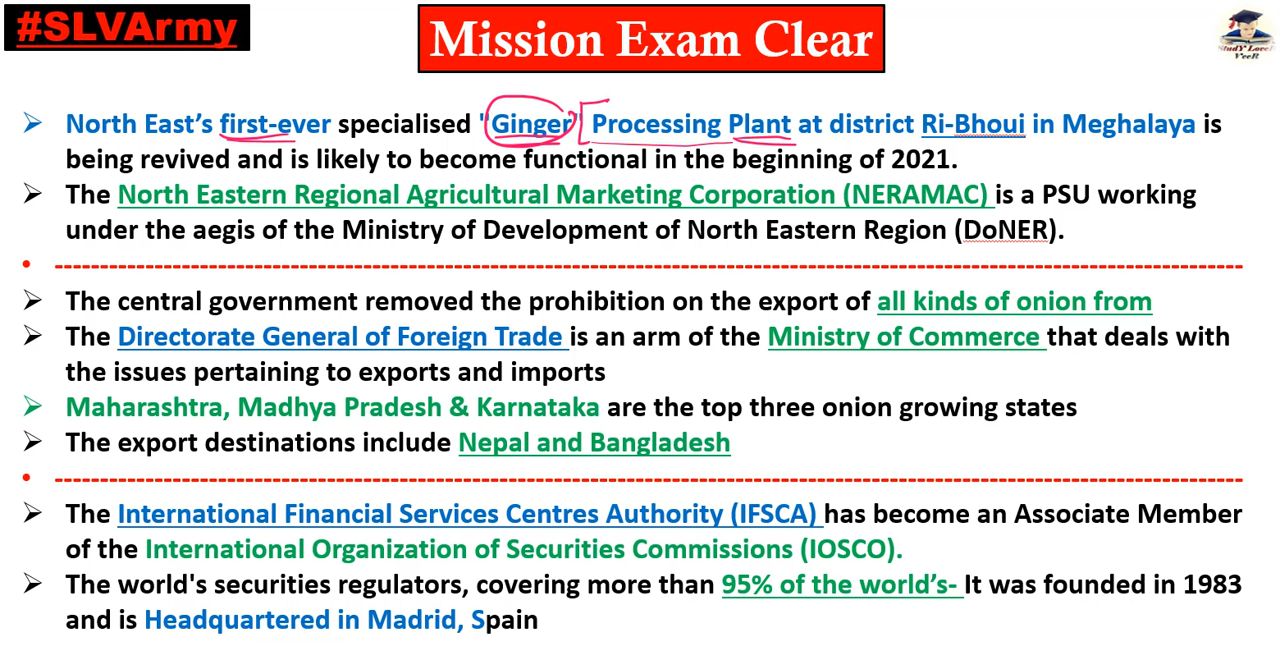 #SLVArmy
Mission Exam Clear
StudY LoveR
VeeR
North East’s first-ever specialised "Ginger" Processing Plant at district Ri-Bhoui in Meghalaya is
being revived and is likely to become functional in the beginning of 2021.
The North Eastern Regional Agricultural Marketing Corporation (NERAMAC) is a PSU working
under the aegis of the Ministry of Development of North Eastern Region (DoNER).
The central government removed the prohibition on the export of all kinds of onion from
The Directorate General of Foreign Trade is an arm of the Ministry of Commerce that deals with
the issues pertaining to exports and imports
Maharashtra, Madhya Pradesh & Karnataka are the top three onion growing states
The export destinations include Nepal and Bangladesh
The International Financial Services Centres Authority (IFSCA) has become an Associate Member
of the International Organization of Securities Commissions (IOSCO).
The world's securities regulators, covering more than 95% of the world’s- It was founded in 1983
and is Headquartered in Madrid, Spain